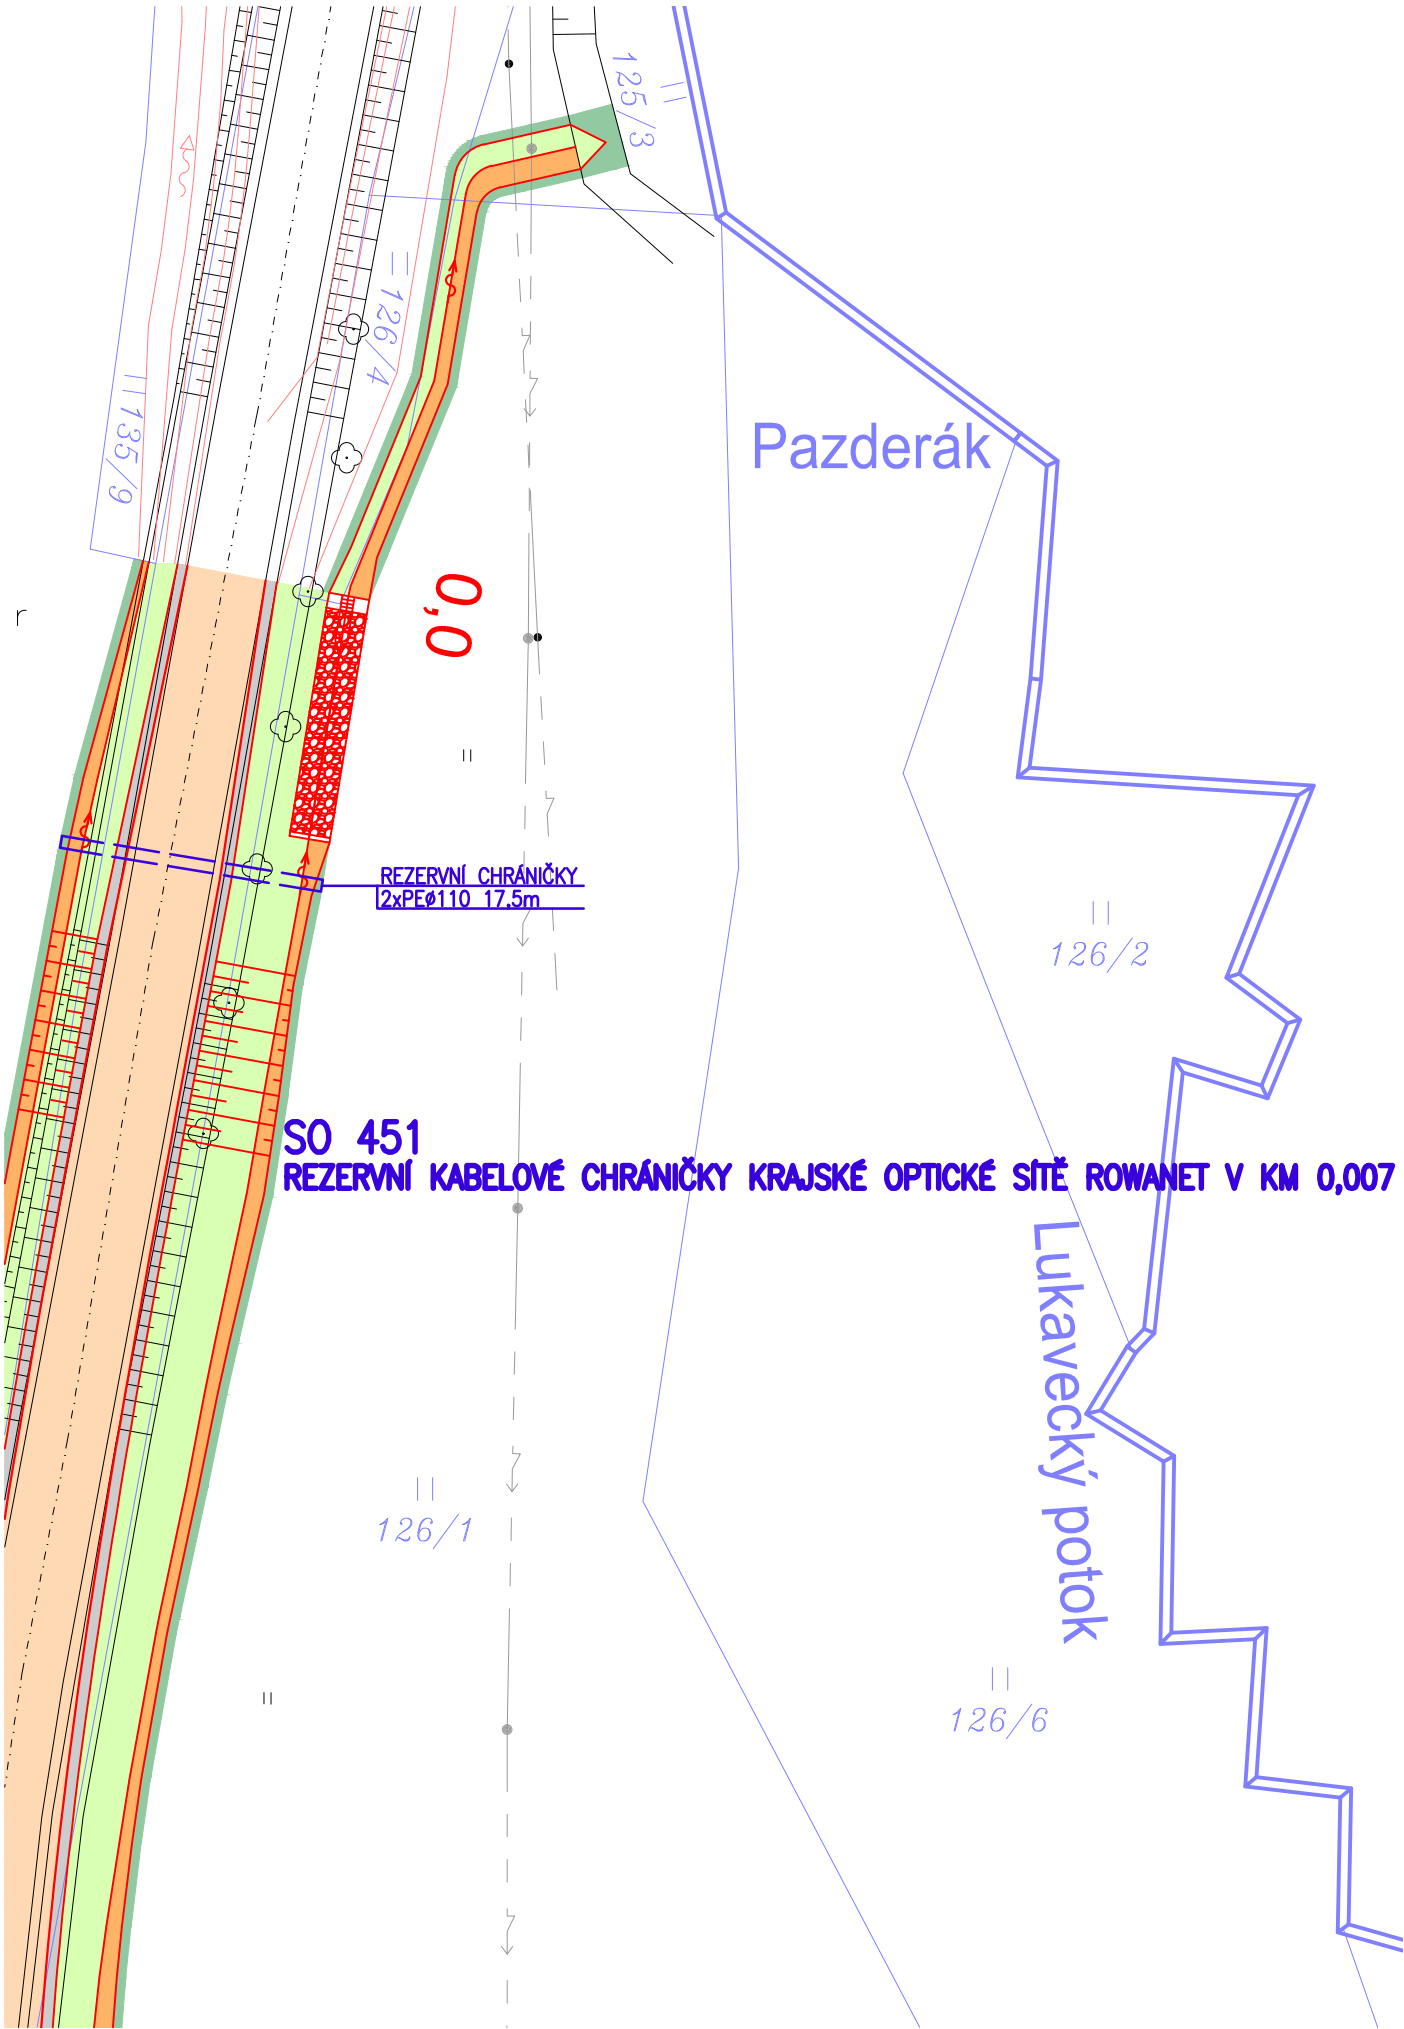 125/3
126/4
135/9
Pazderák
r
0,0
REZERVNÍ CHRÁNIČKY
2xPEø110 17,5m
126/2
SO 451
REZERVNÍ KABELOVÉ CHRÁNIČKY KRAJSKÉ OPTICKÉ SÍTĚ ROWANET V KM 0,007
Lukavecký potok
126/1
126/6